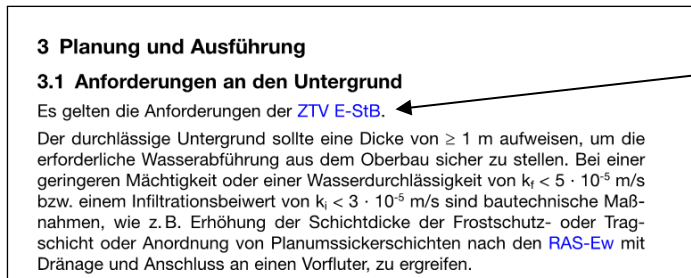 3 Planung und Ausführung
3.1 Anforderungen an den Untergrund
Es gelten die Anforderungen der ZTV E-StB.
Der durchlässige Untergrund sollte eine Dicke von ≥ 1 m aufweisen, um die
erforderliche Wasserabführung aus dem Oberbau sicher zu stellen. Bei einer
geringeren Mächtigkeit oder einer Wasserdurchlässigkeit von kf < 5 · 10-5 m/s
bzw. einem Infiltrationsbeiwert von ki < 3 · 10-5 m/s sind bautechnische Maß-
nahmen, wie z. B. Erhöhung der Schichtdicke der Frostschutz- oder Trag-
schicht oder Anordnung von Planumssickerschichten nach den RAS-Ew mit
Dränage und Anschluss an einen Vorfluter, zu ergreifen.